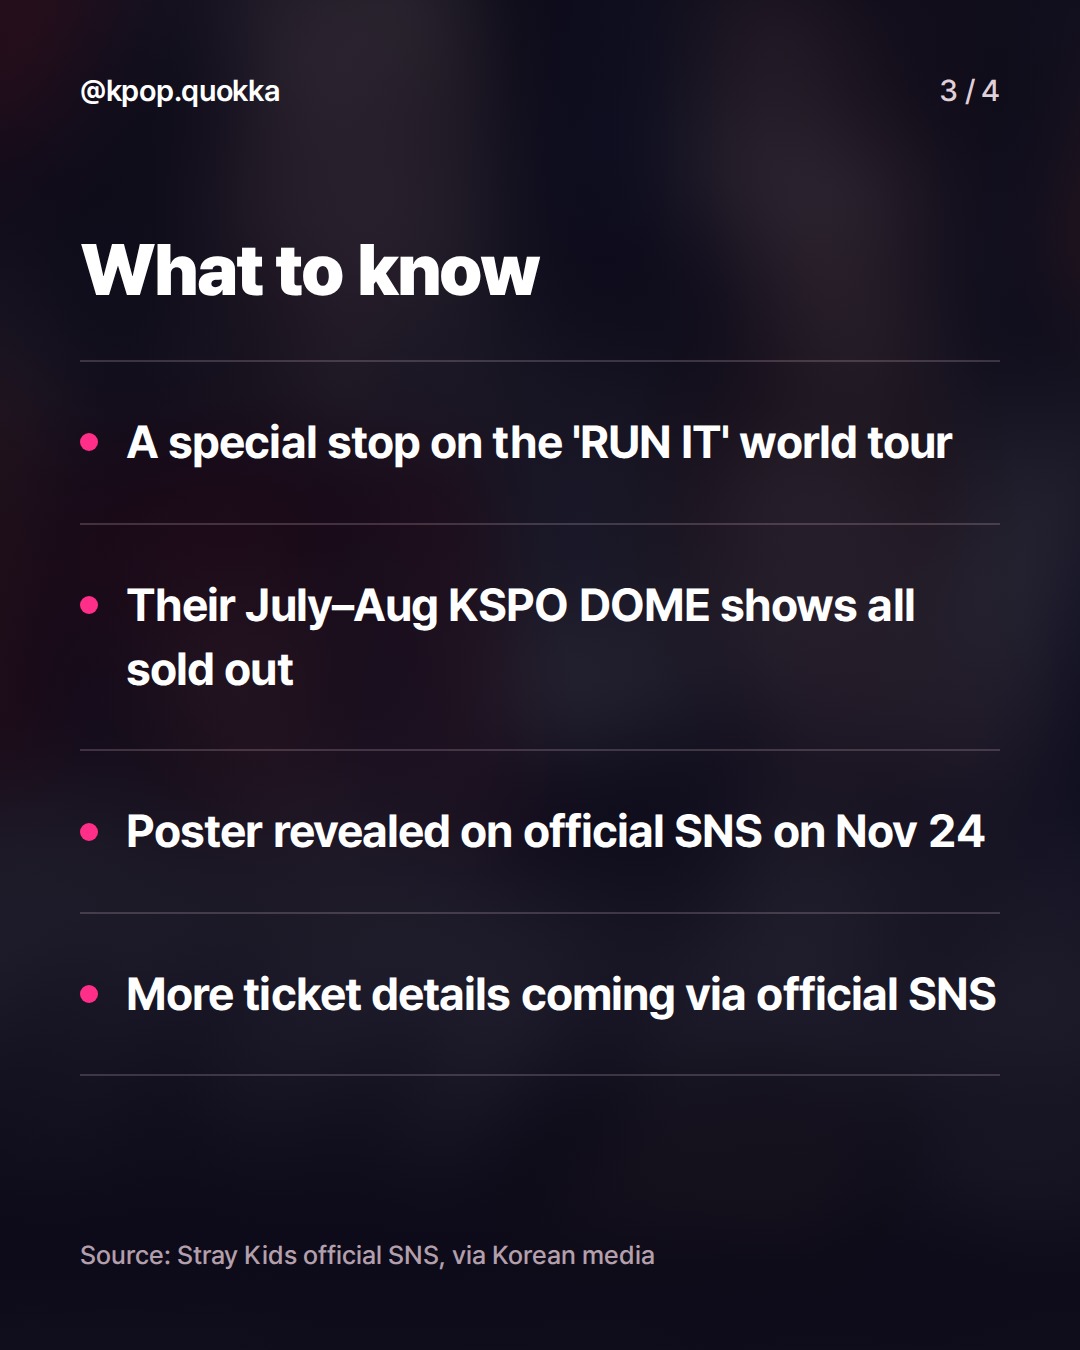 @kpop.quokka
3 / 4
What to know
A special stop on the 'RUN IT' world tour
Their July–Aug KSPO DOME shows all
sold out
Poster revealed on official SNS on Nov 24
More ticket details coming via official SNS
Source: Stray Kids official SNS, via Korean media